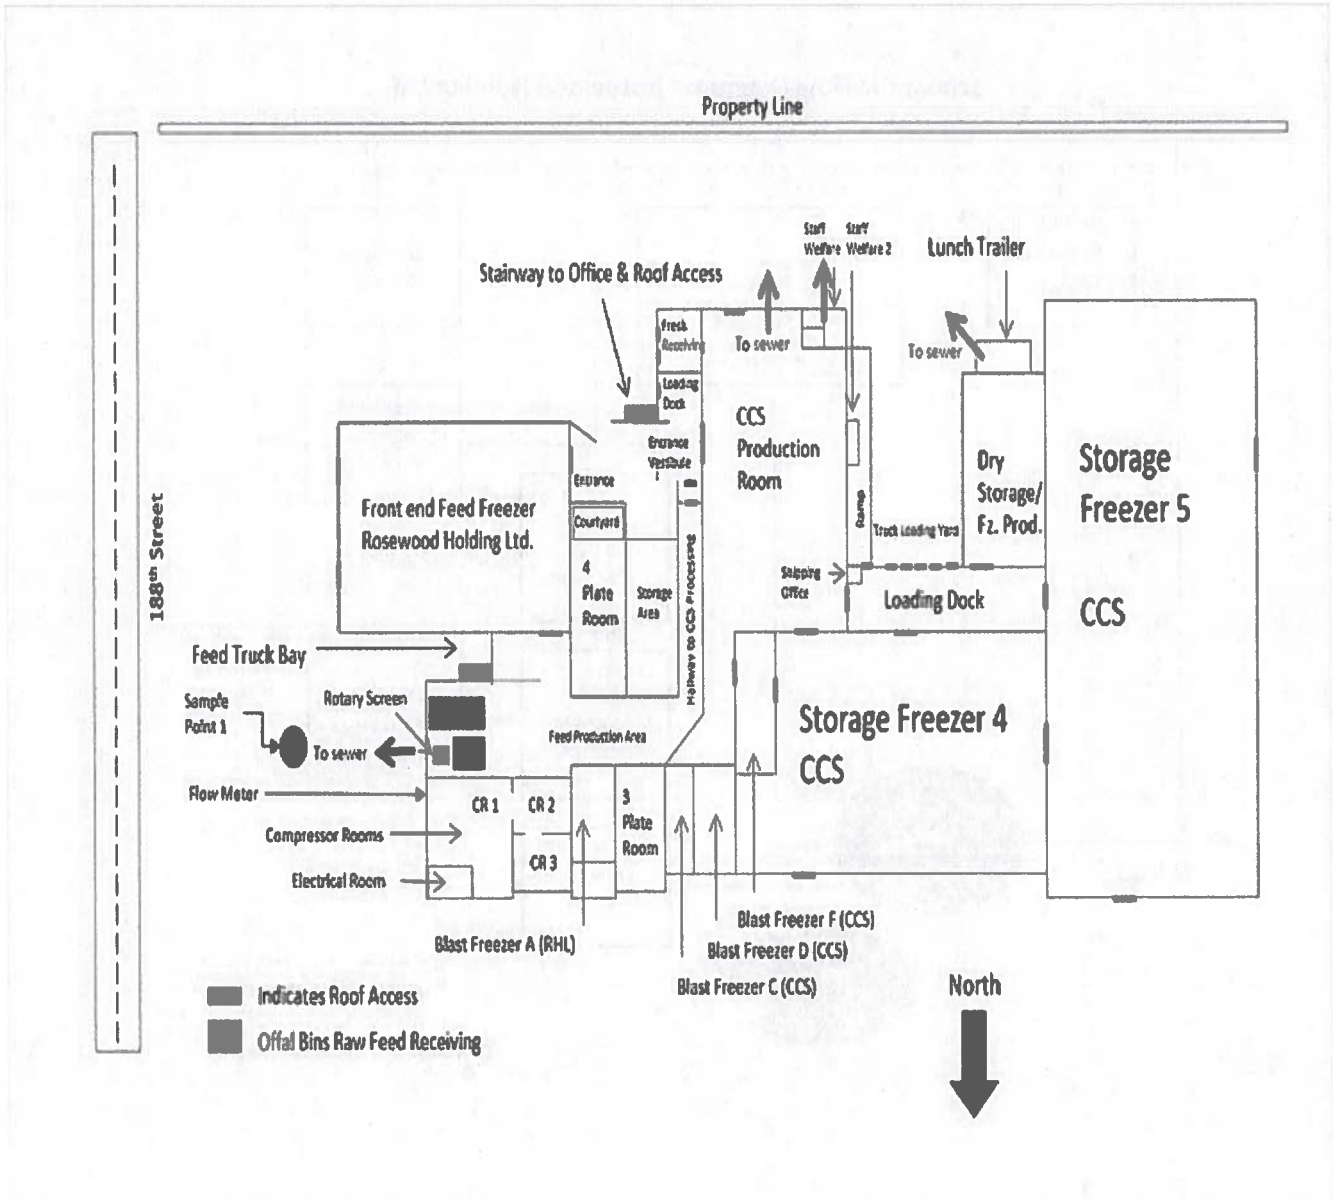 Property Line
Staff Staff
Welfare Welfare 2
Lunch Trailer
Stairway to Office & Roof Access
Fresh
Receiving
To sewer
To sewer
Loading
Dock
CCS
Production
Room
Entrance
Vestibule
Entrance
Courtyard
Front end Feed Freezer
Rosewood Holding Ltd.
Dry
Storage/
Fz. Prod.
Storage
Freezer 5
CCS
Ramp
Truck Loading Yard
188th Street
4
Plate
Room
Storage
Area
Hallway to CCS Processing
Shipping
Office
Loading Dock
Feed Truck Bay
Sample
Point 1
Rotary Screen
To sewer
Feed Production Area
Storage Freezer 4
CCS
Flow Meter
CR 1
CR 2
3
Plate
Room
Compressor Rooms
CR 3
Electrical Room
Blast Freezer F (CCS)
Blast Freezer A (RHL)
Blast Freezer D (CCS)
Blast Freezer C (CCS)
North
Indicates Roof Access
Offal Bins Raw Feed Receiving